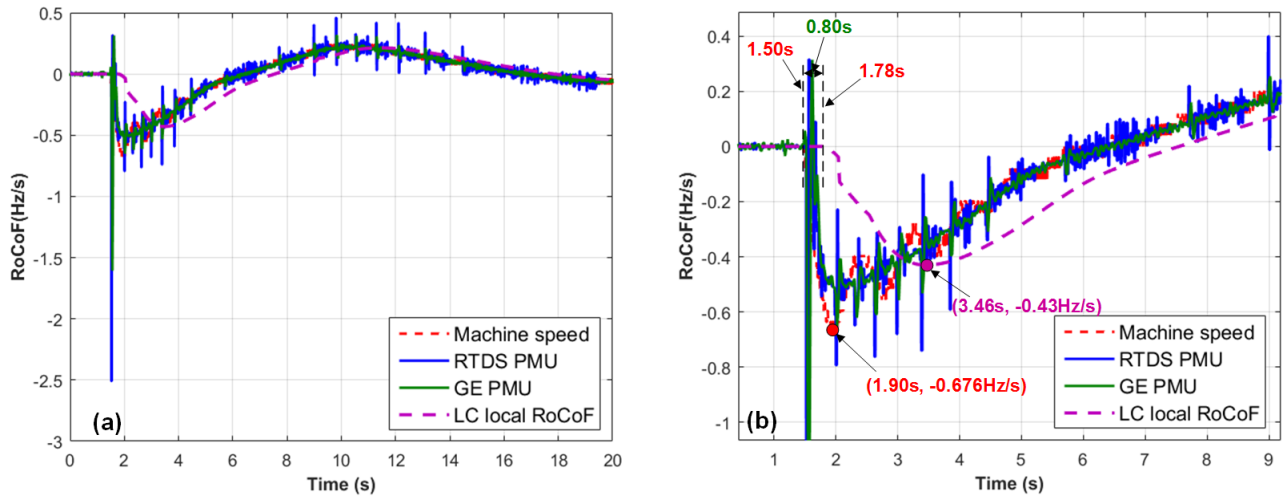 (a)
0.5
0
-0.5
-1
-1.5
-2
-2.5
-3
RoCoF(Hz/s)
0 2 4 6 8 10 12 14 16 18 20
Time (s)
Machine speed
RTDS PMU
GE PMU
LC local RoCoF
(b)
0.4
0.2
0
-0.2
-0.4
-0.6
-0.8
-1
RoCoF(Hz/s)
1 2 3 4 5 6 7 8 9
Time (s)
0.80s
1.50s
1.78s
(3.46s, -0.43Hz/s)
(1.90s, -0.676Hz/s)
Machine speed
RTDS PMU
GE PMU
LC local RoCoF